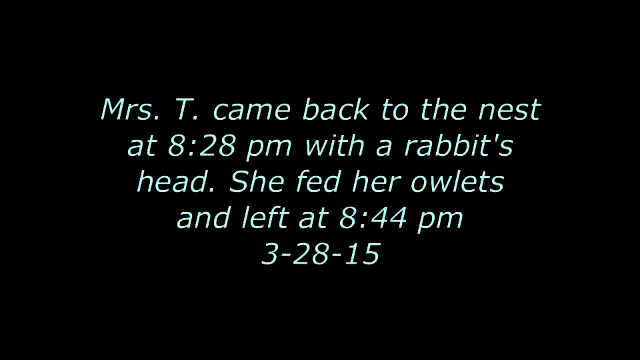 Mrs. T. came back to the nest
at 8:28 pm with a rabbit's
head. She fed her owlets
and left at 8:44 pm
3-28-15